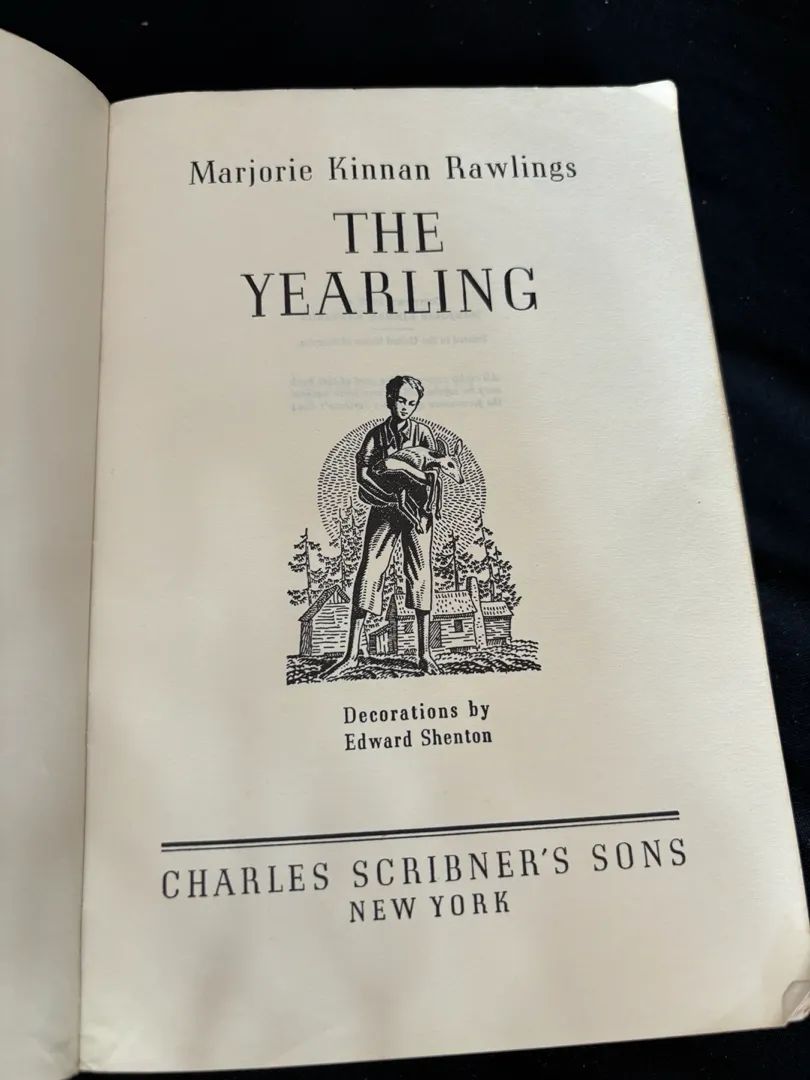 Marjorie Kinnan Rawlings
THE
YEARLING
Decorations by
Edward Shenton
CHARLES SCRIBNER'S SONS
NEW YORK